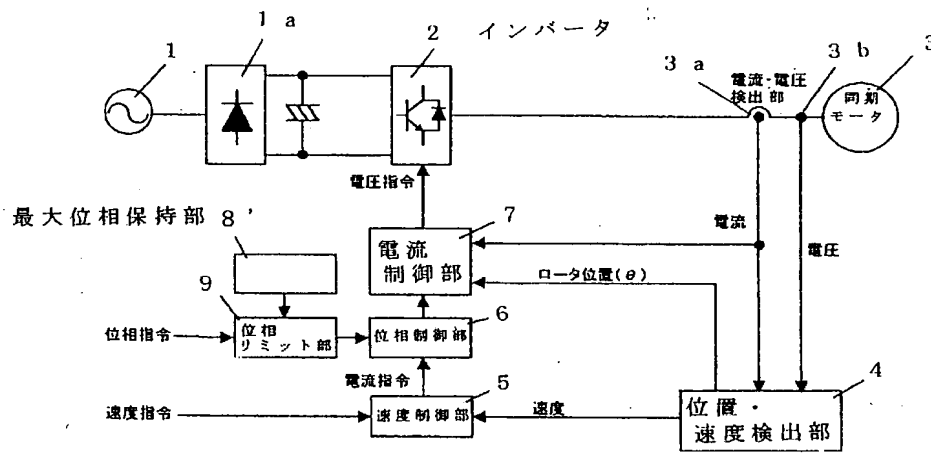 1
1 a
2
インバータ
3 a
3 b
3
電流・電圧
検出部
同期
モータ
電圧指令
最大位相保持部 8 '
7
電流
制御部
電流
電圧
ロータ位置(θ)
9
位相指令
位相
リミット部
6
位相制御部
電流指令
速度指令
5
速度制御部
速度
4
位置・
速度検出部